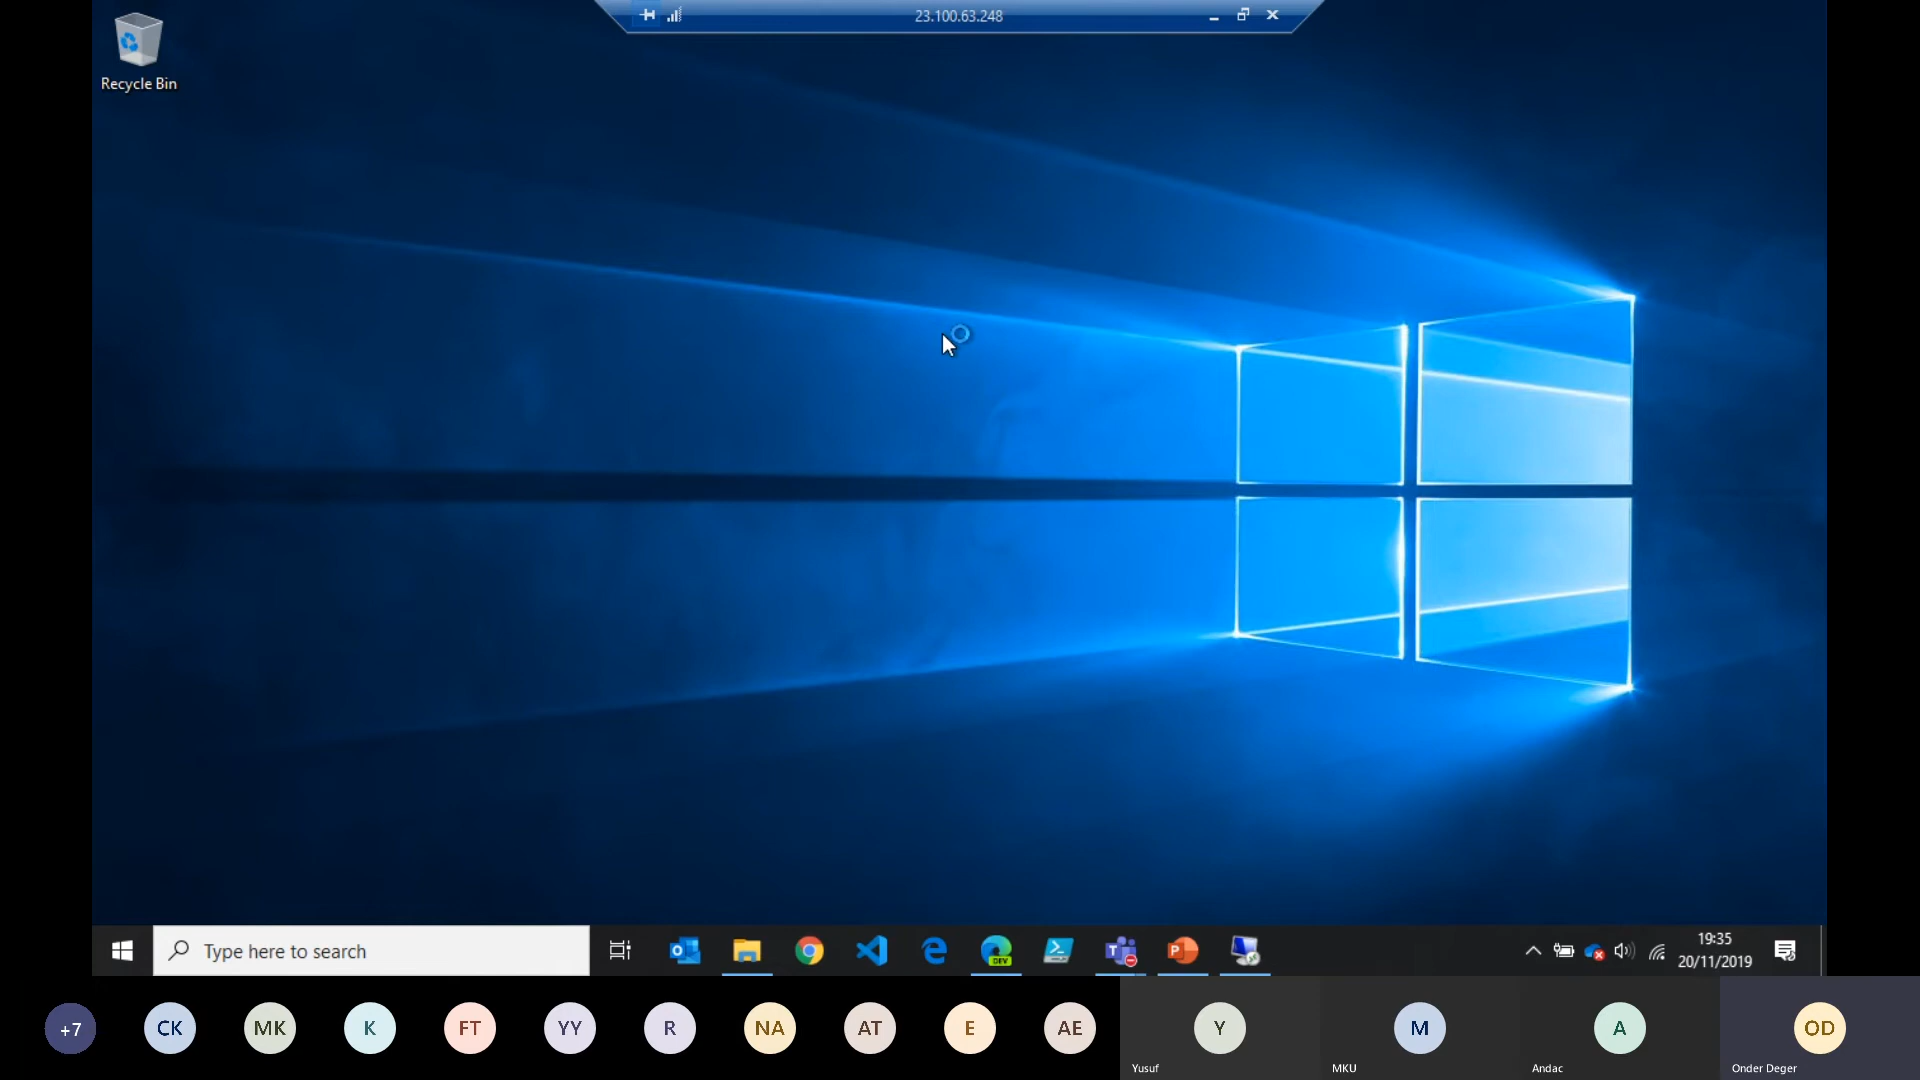 23.100.63.248
Recycle Bin
Type here to search
DEV
19:35
20/11/2019
+7
CK
MK
K
FT
YY
R
NA
AT
E
AE
Y
M
A
OD
Yusuf
MKU
Andac
Onder Deger